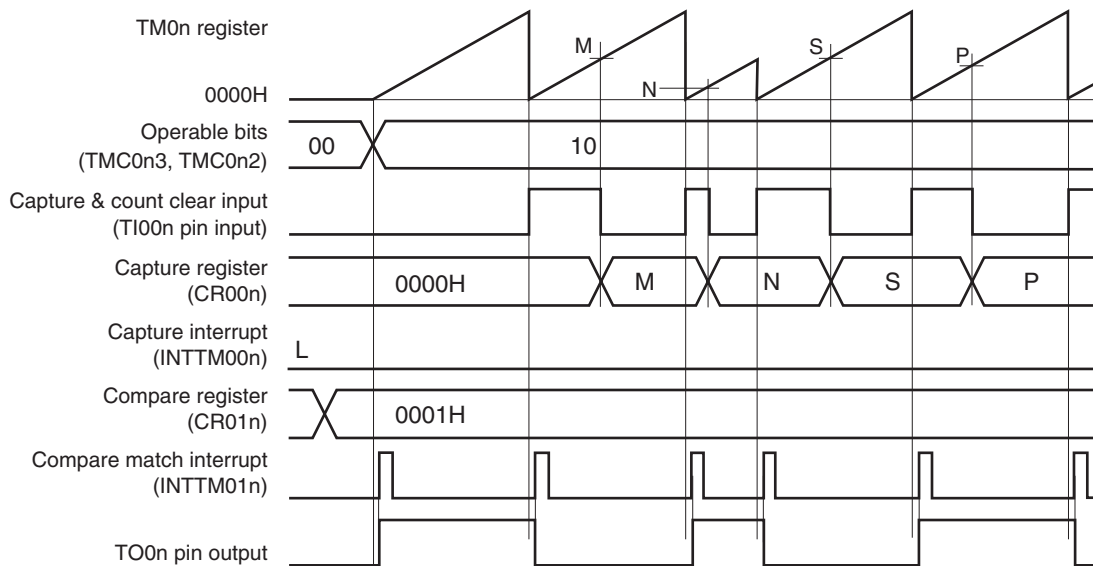 TM0n register
M
S
P
N
0000H
Operable bits
(TMC0n3, TMC0n2)
00
10
Capture & count clear input
(TI00n pin input)
Capture register
(CR00n)
0000H
M
N
S
P
Capture interrupt
(INTTM00n)
L
Compare register
(CR01n)
0001H
Compare match interrupt
(INTTM01n)
TO0n pin output